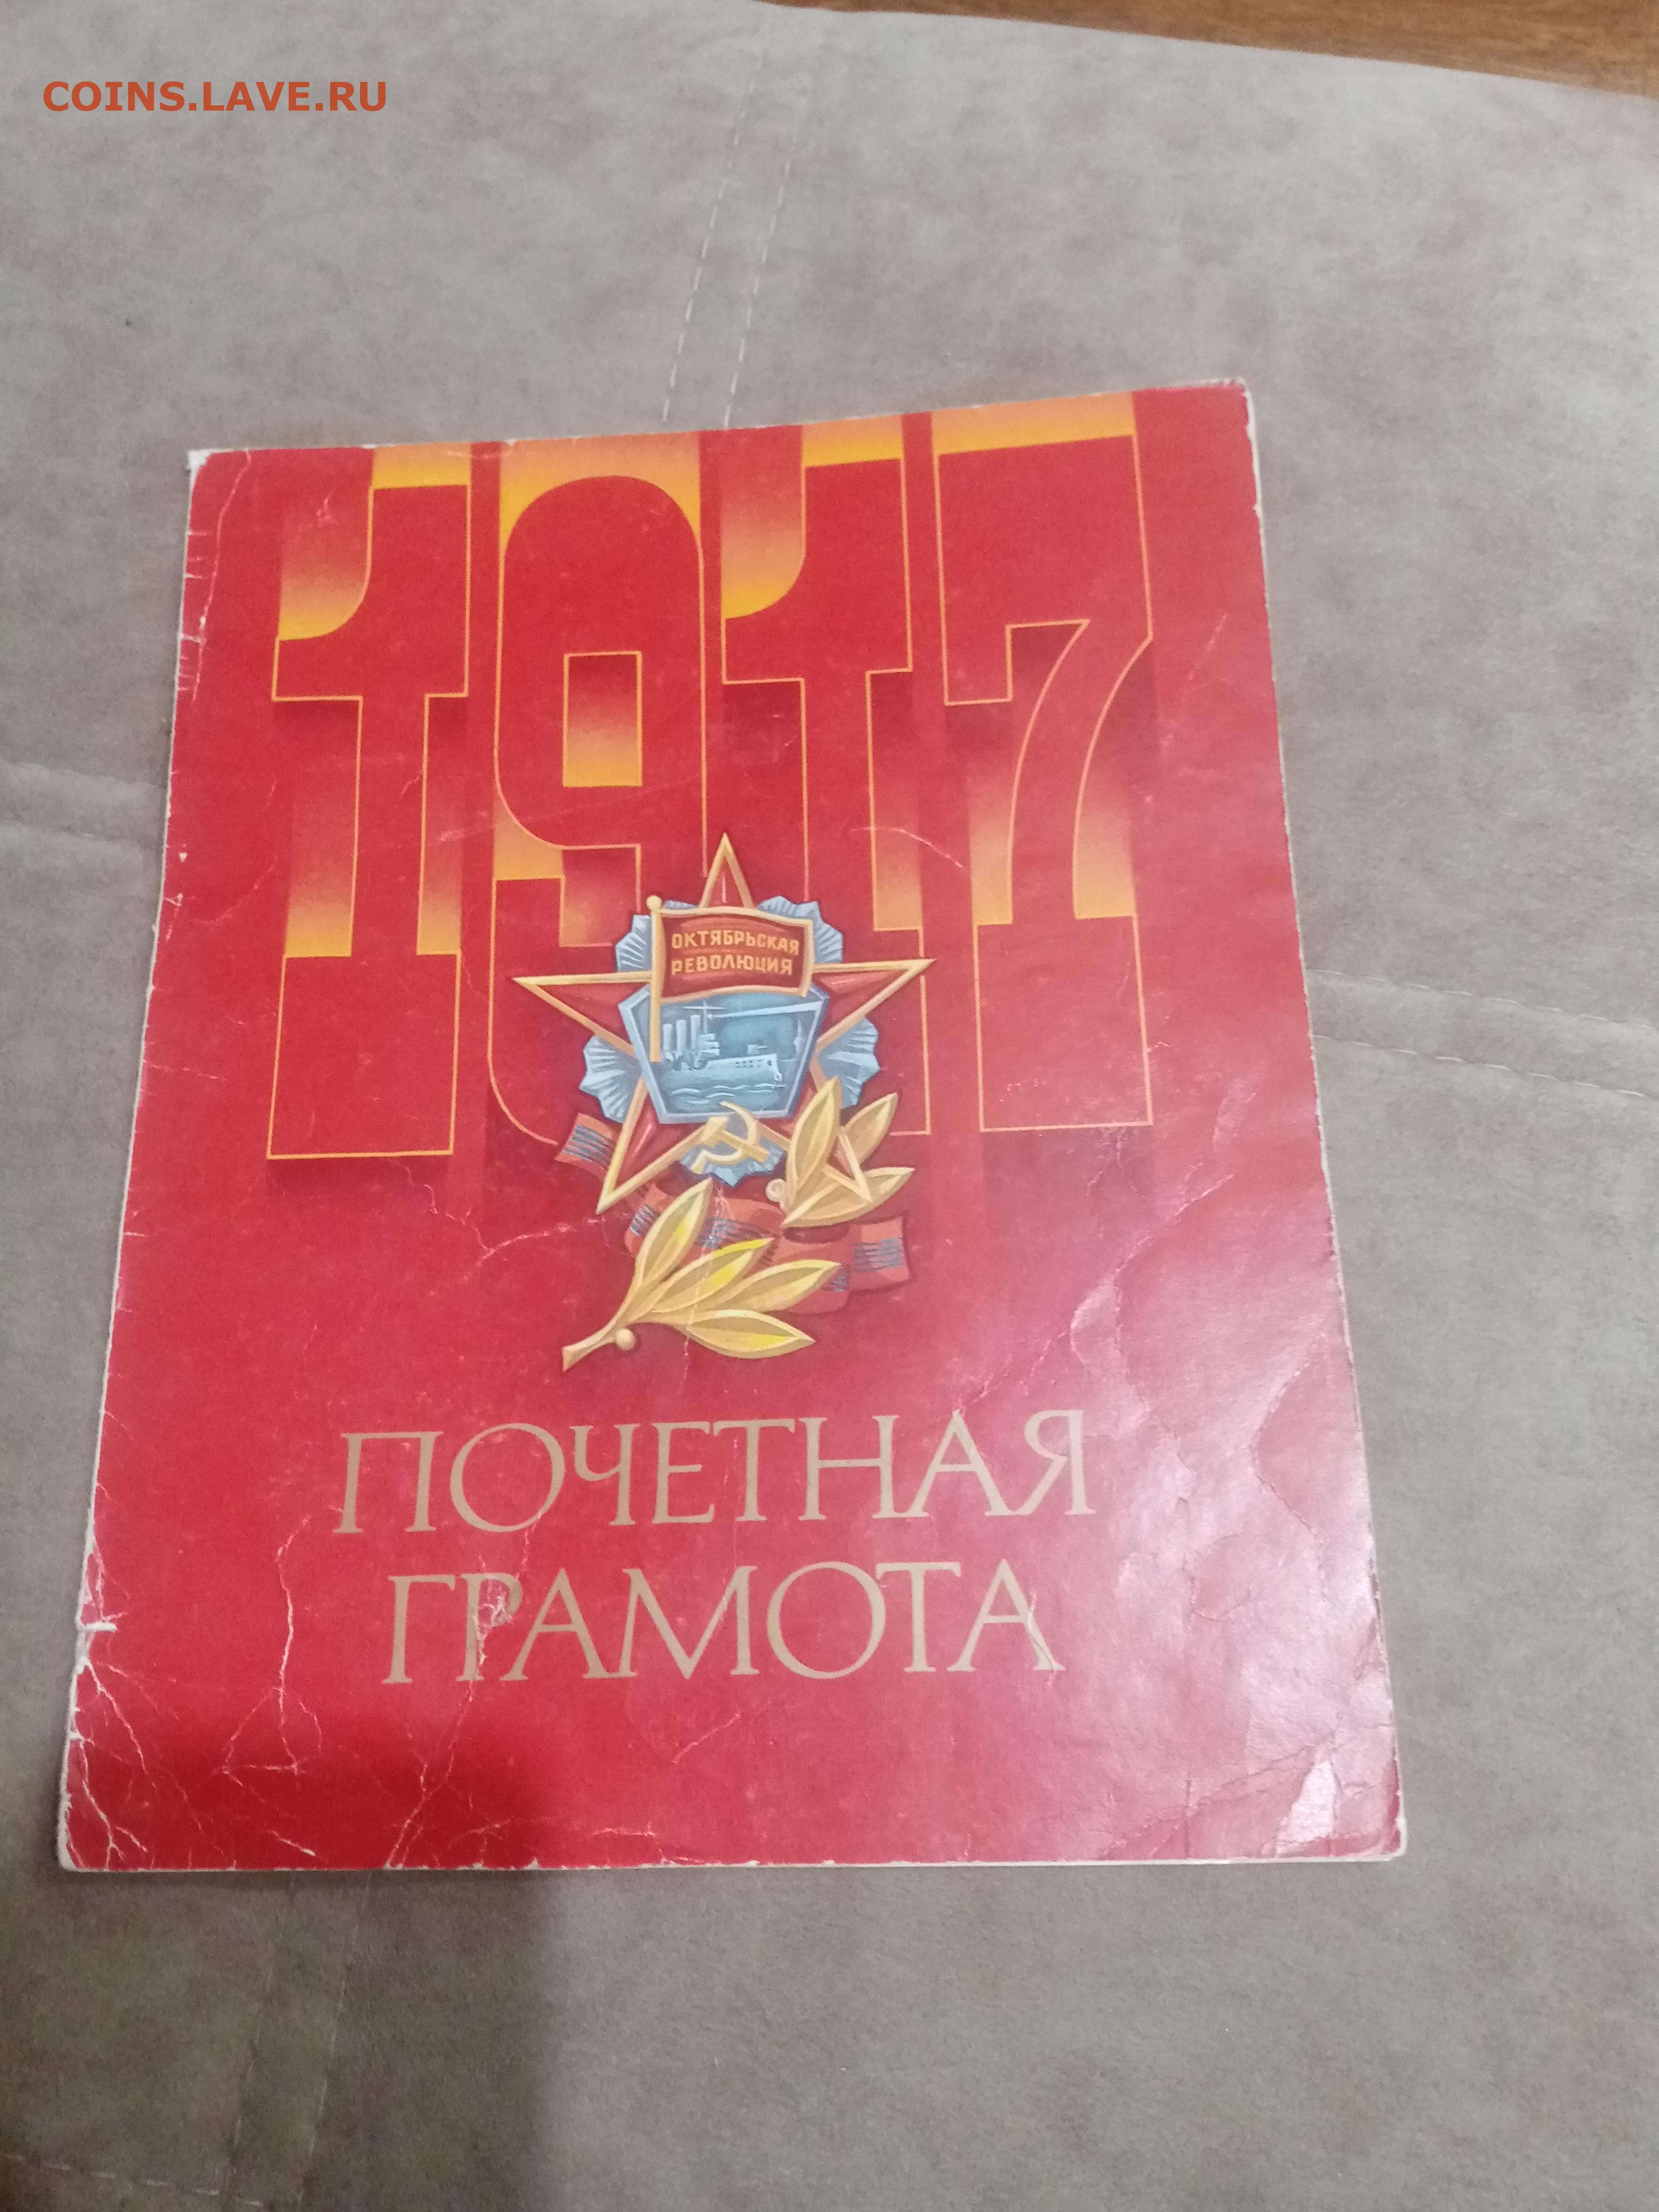 COINS.LAVE.RU
1917
ОКТЯБРЬСКАЯ
РЕВОЛЮЦИЯ
ПОЧЕТНАЯ
ГРАМОТА